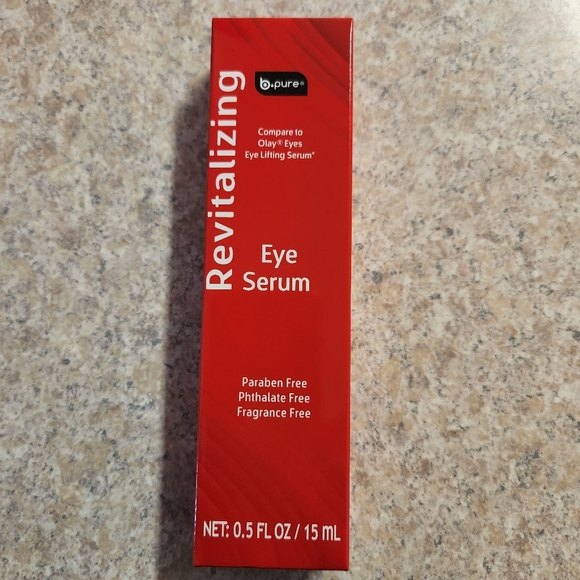 b.pure®
Revitalizing
Compare to
Olay® Eyes
Eye Lifting Serum*
Eye
Serum
Paraben Free
Phthalate Free
Fragrance Free
NET: 0.5 FL OZ / 15 mL